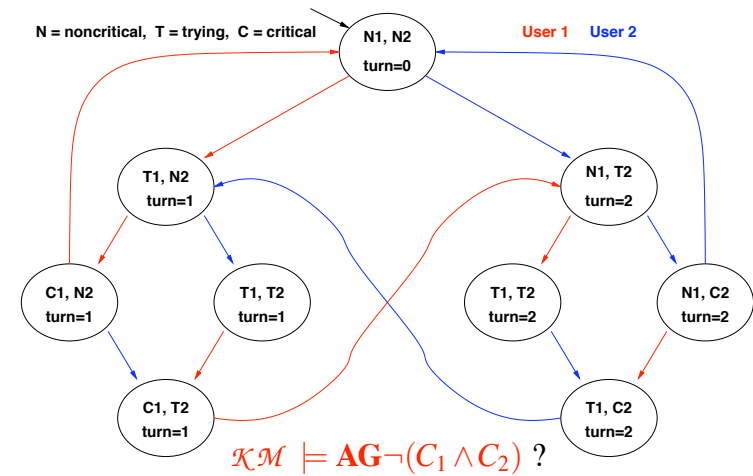 N = noncritical, T = trying, C = critical
User 1 User 2
N1, N2
turn=0
T1, N2
turn=1
N1, T2
turn=2
C1, N2
turn=1
T1, T2
turn=1
T1, T2
turn=2
N1, C2
turn=2
C1, T2
turn=1
T1, C2
turn=2
𝒦ℳ ⊨ AG¬(C₁ ∧ C₂) ?